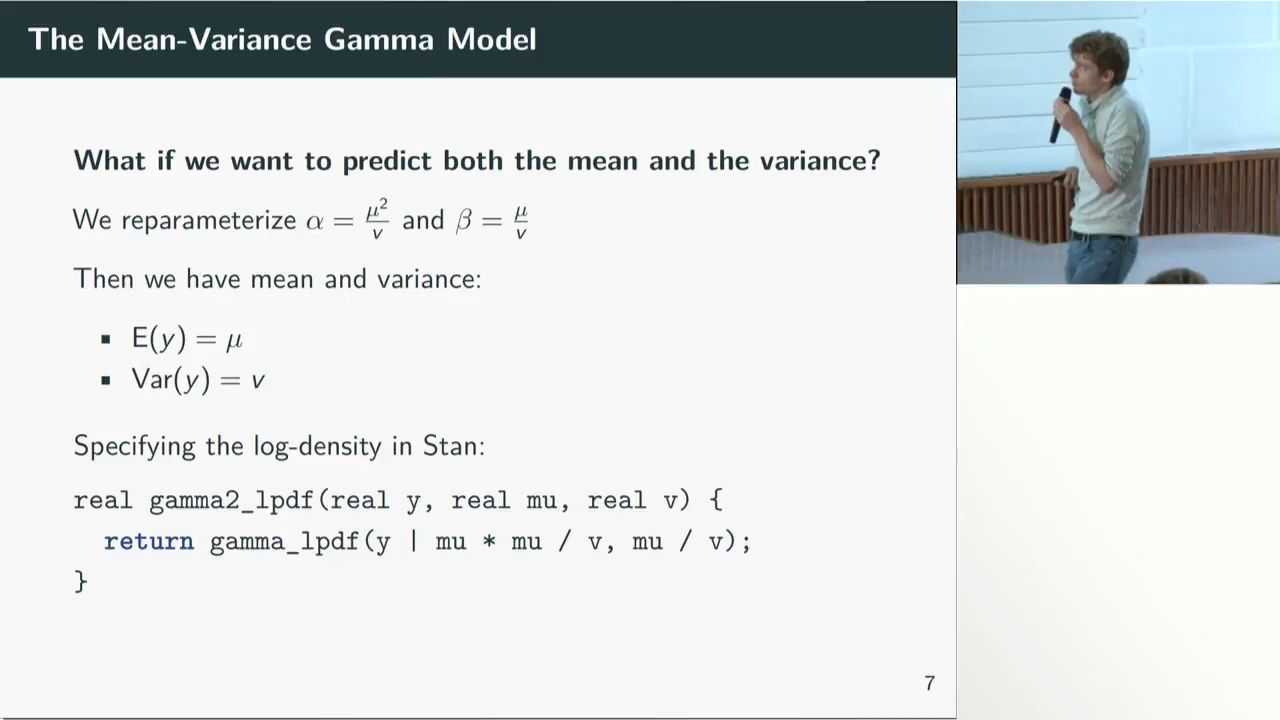 The Mean-Variance Gamma Model
What if we want to predict both the mean and the variance?
We reparameterize α = μ²/v and β = μ/v
Then we have mean and variance:
▪ E(y) = μ
▪ Var(y) = v
Specifying the log-density in Stan:
real gamma2_lpdf(real y, real mu, real v) {
return gamma_lpdf(y | mu * mu / v, mu / v);
}
7